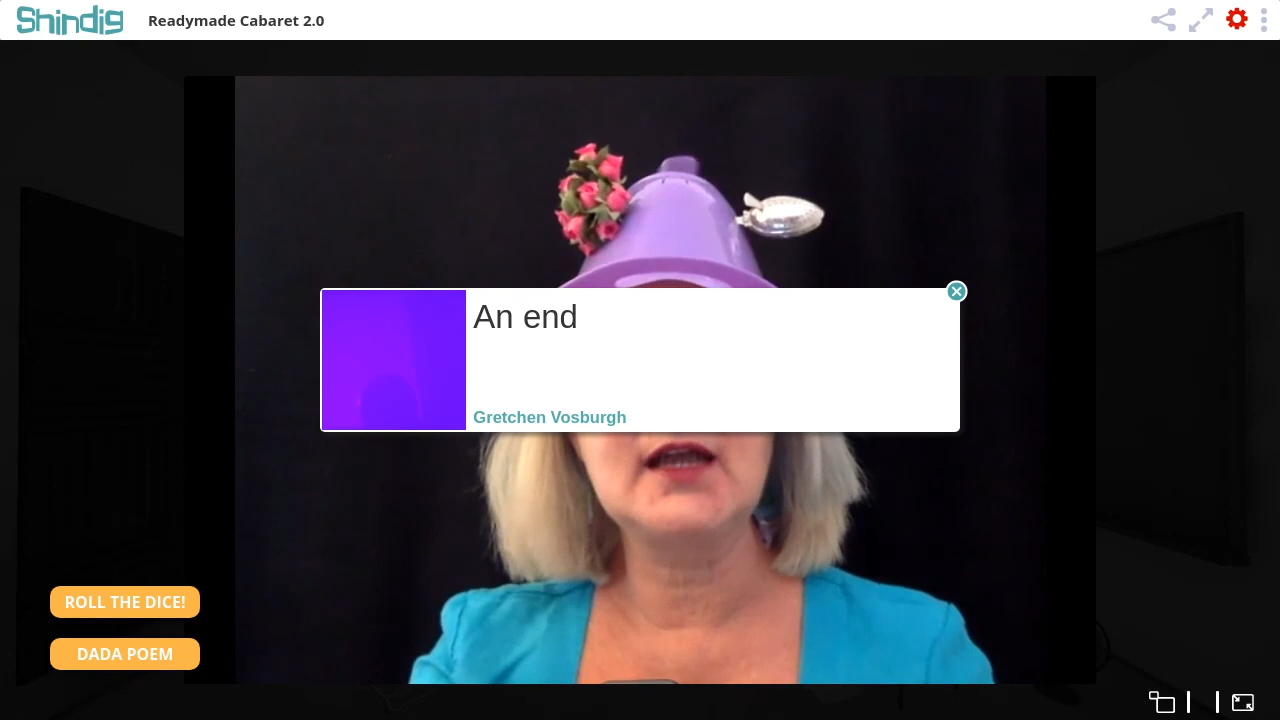 Shindig
Readymade Cabaret 2.0
An end
Gretchen Vosburgh
ROLL THE DICE!
DADA POEM